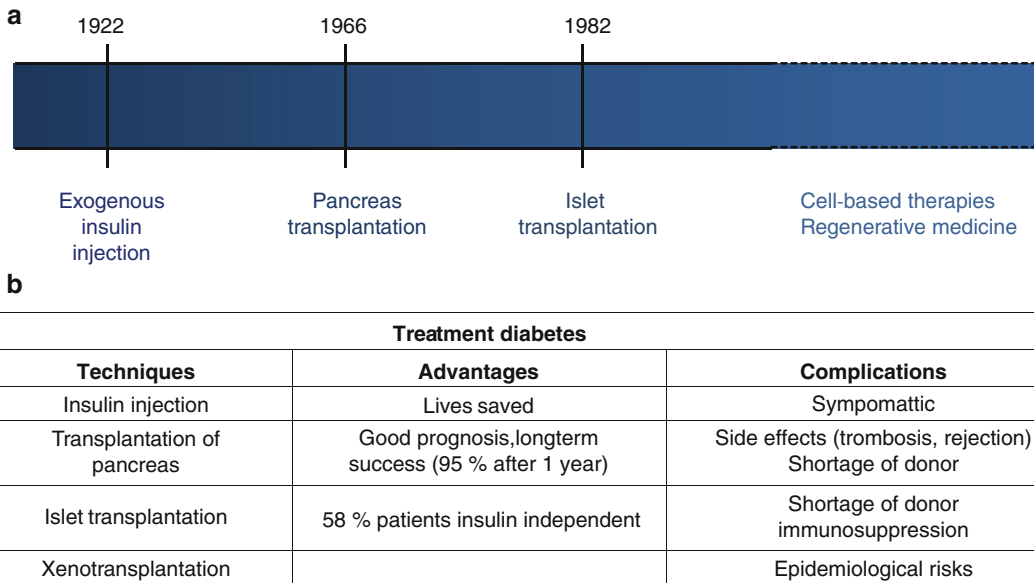 a
1922 1966 1982
Exogenous
insulin
injection
Pancreas
transplantation
Islet
transplantation
Cell-based therapies
Regenerative medicine
b
Treatment diabetes
Techniques Advantages Complications
Insulin injection Lives saved Sympomattic
Transplantation of
pancreas
Good prognosis,longterm
success (95 % after 1 year)
Side effects (trombosis, rejection)
Shortage of donor
Islet transplantation
58 % patients insulin independent
Shortage of donor
immunosuppression
Xenotransplantation
Epidemiological risks